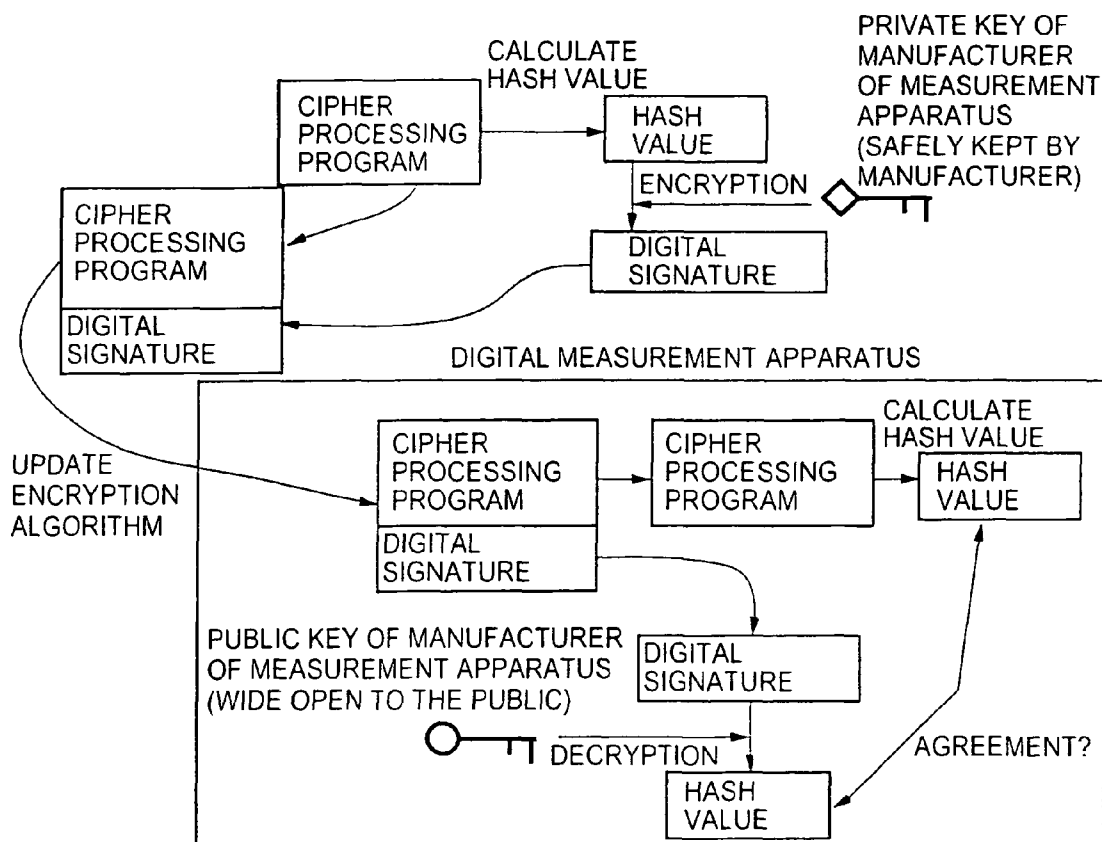 CALCULATE
HASH VALUE
PRIVATE KEY OF
MANUFACTURER
OF MEASUREMENT
APPARATUS
(SAFELY KEPT BY
MANUFACTURER)
CIPHER
PROCESSING
PROGRAM
HASH
VALUE
ENCRYPTION
DIGITAL
SIGNATURE
CIPHER
PROCESSING
PROGRAM
DIGITAL
SIGNATURE
UPDATE
ENCRYPTION
ALGORITHM
DIGITAL MEASUREMENT APPARATUS
CIPHER
PROCESSING
PROGRAM
DIGITAL
SIGNATURE
CIPHER
PROCESSING
PROGRAM
CALCULATE
HASH VALUE
HASH
VALUE
PUBLIC KEY OF MANUFACTURER
OF MEASUREMENT APPARATUS
(WIDE OPEN TO THE PUBLIC)
DIGITAL
SIGNATURE
DECRYPTION
AGREEMENT?
HASH
VALUE